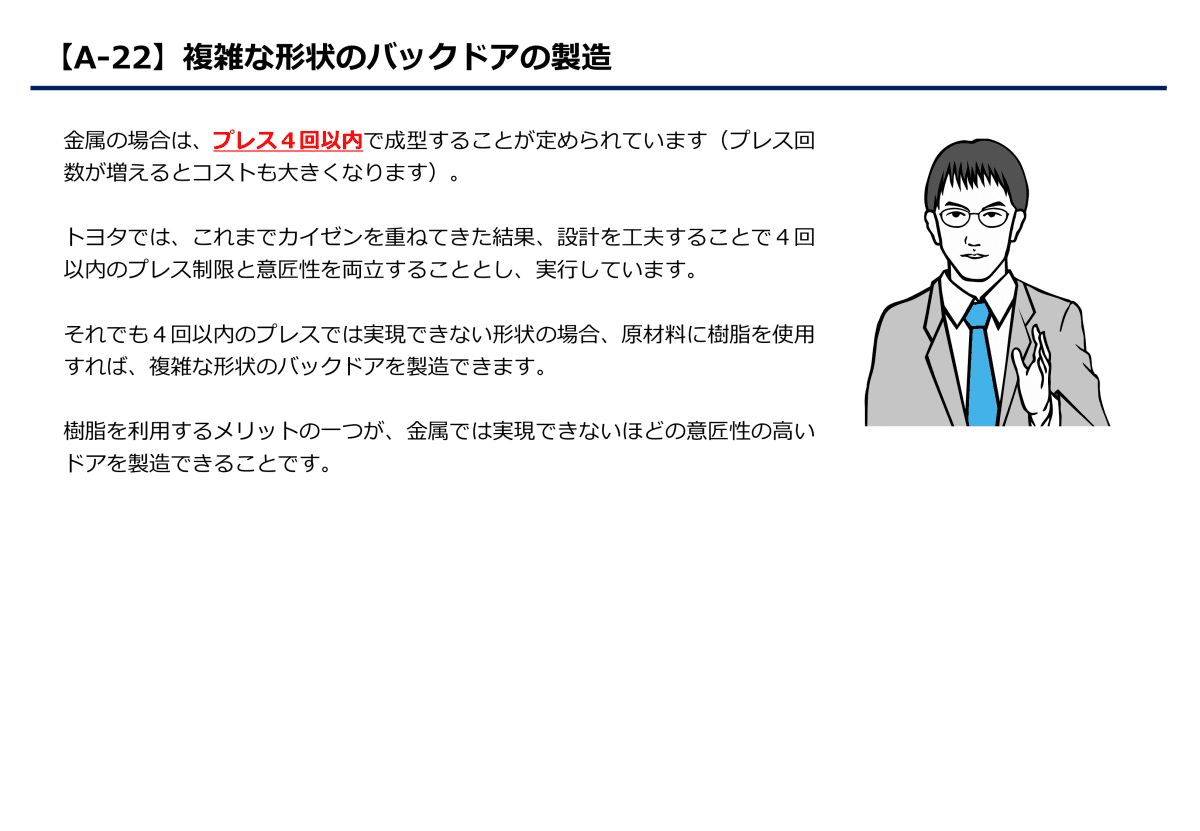 【A-22】複雑な形状のバックドアの製造
金属の場合は、プレス４回以内で成型することが定められています（プレス回
数が増えるとコストも大きくなります）。
トヨタでは、これまでカイゼンを重ねてきた結果、設計を工夫することで４回
以内のプレス制限と意匠性を両立することとし、実行しています。
それでも４回以内のプレスでは実現できない形状の場合、原材料に樹脂を使用
すれば、複雑な形状のバックドアを製造できます。
樹脂を利用するメリットの一つが、金属では実現できないほどの意匠性の高い
ドアを製造できることです。